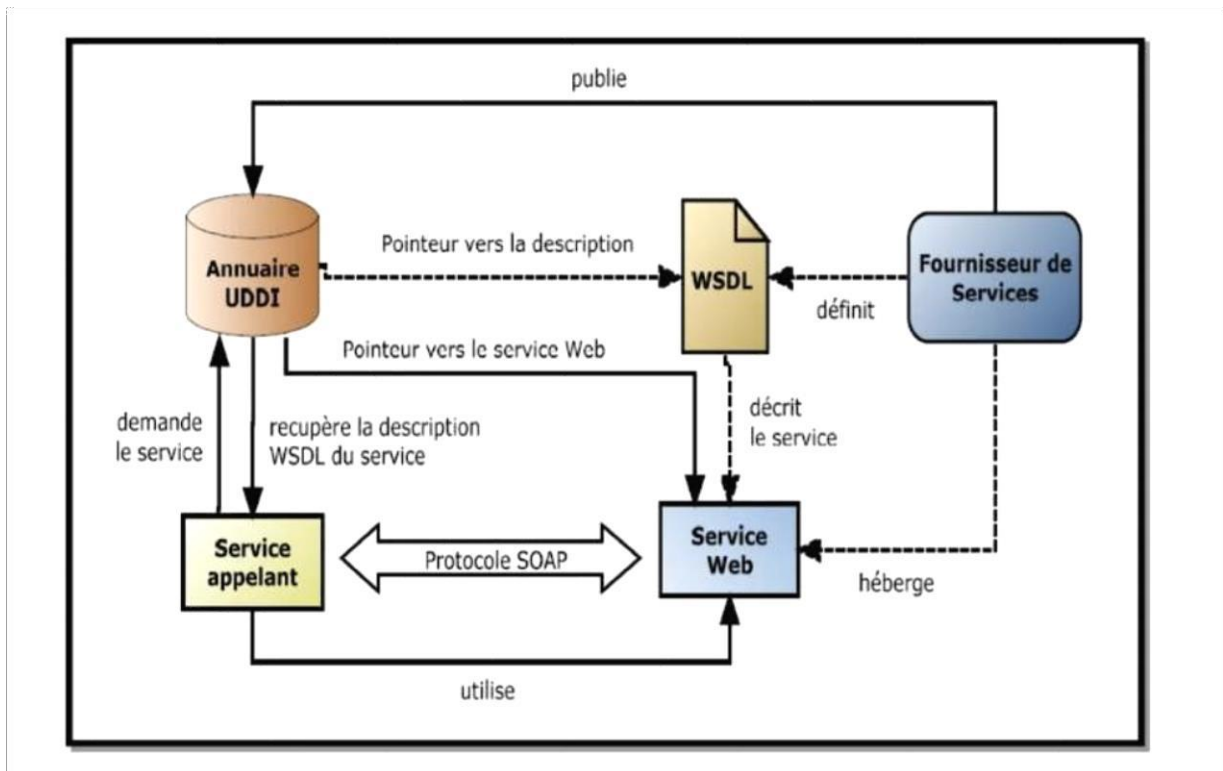 publie
Annuaire
UDDI
Pointeur vers la description
WSDL
définit
Fournisseur de
Services
Pointeur vers le service Web
demande
le service
recupère la description
WSDL du service
décrit
le service
Service
appelant
Protocole SOAP
Service
Web
héberge
utilise